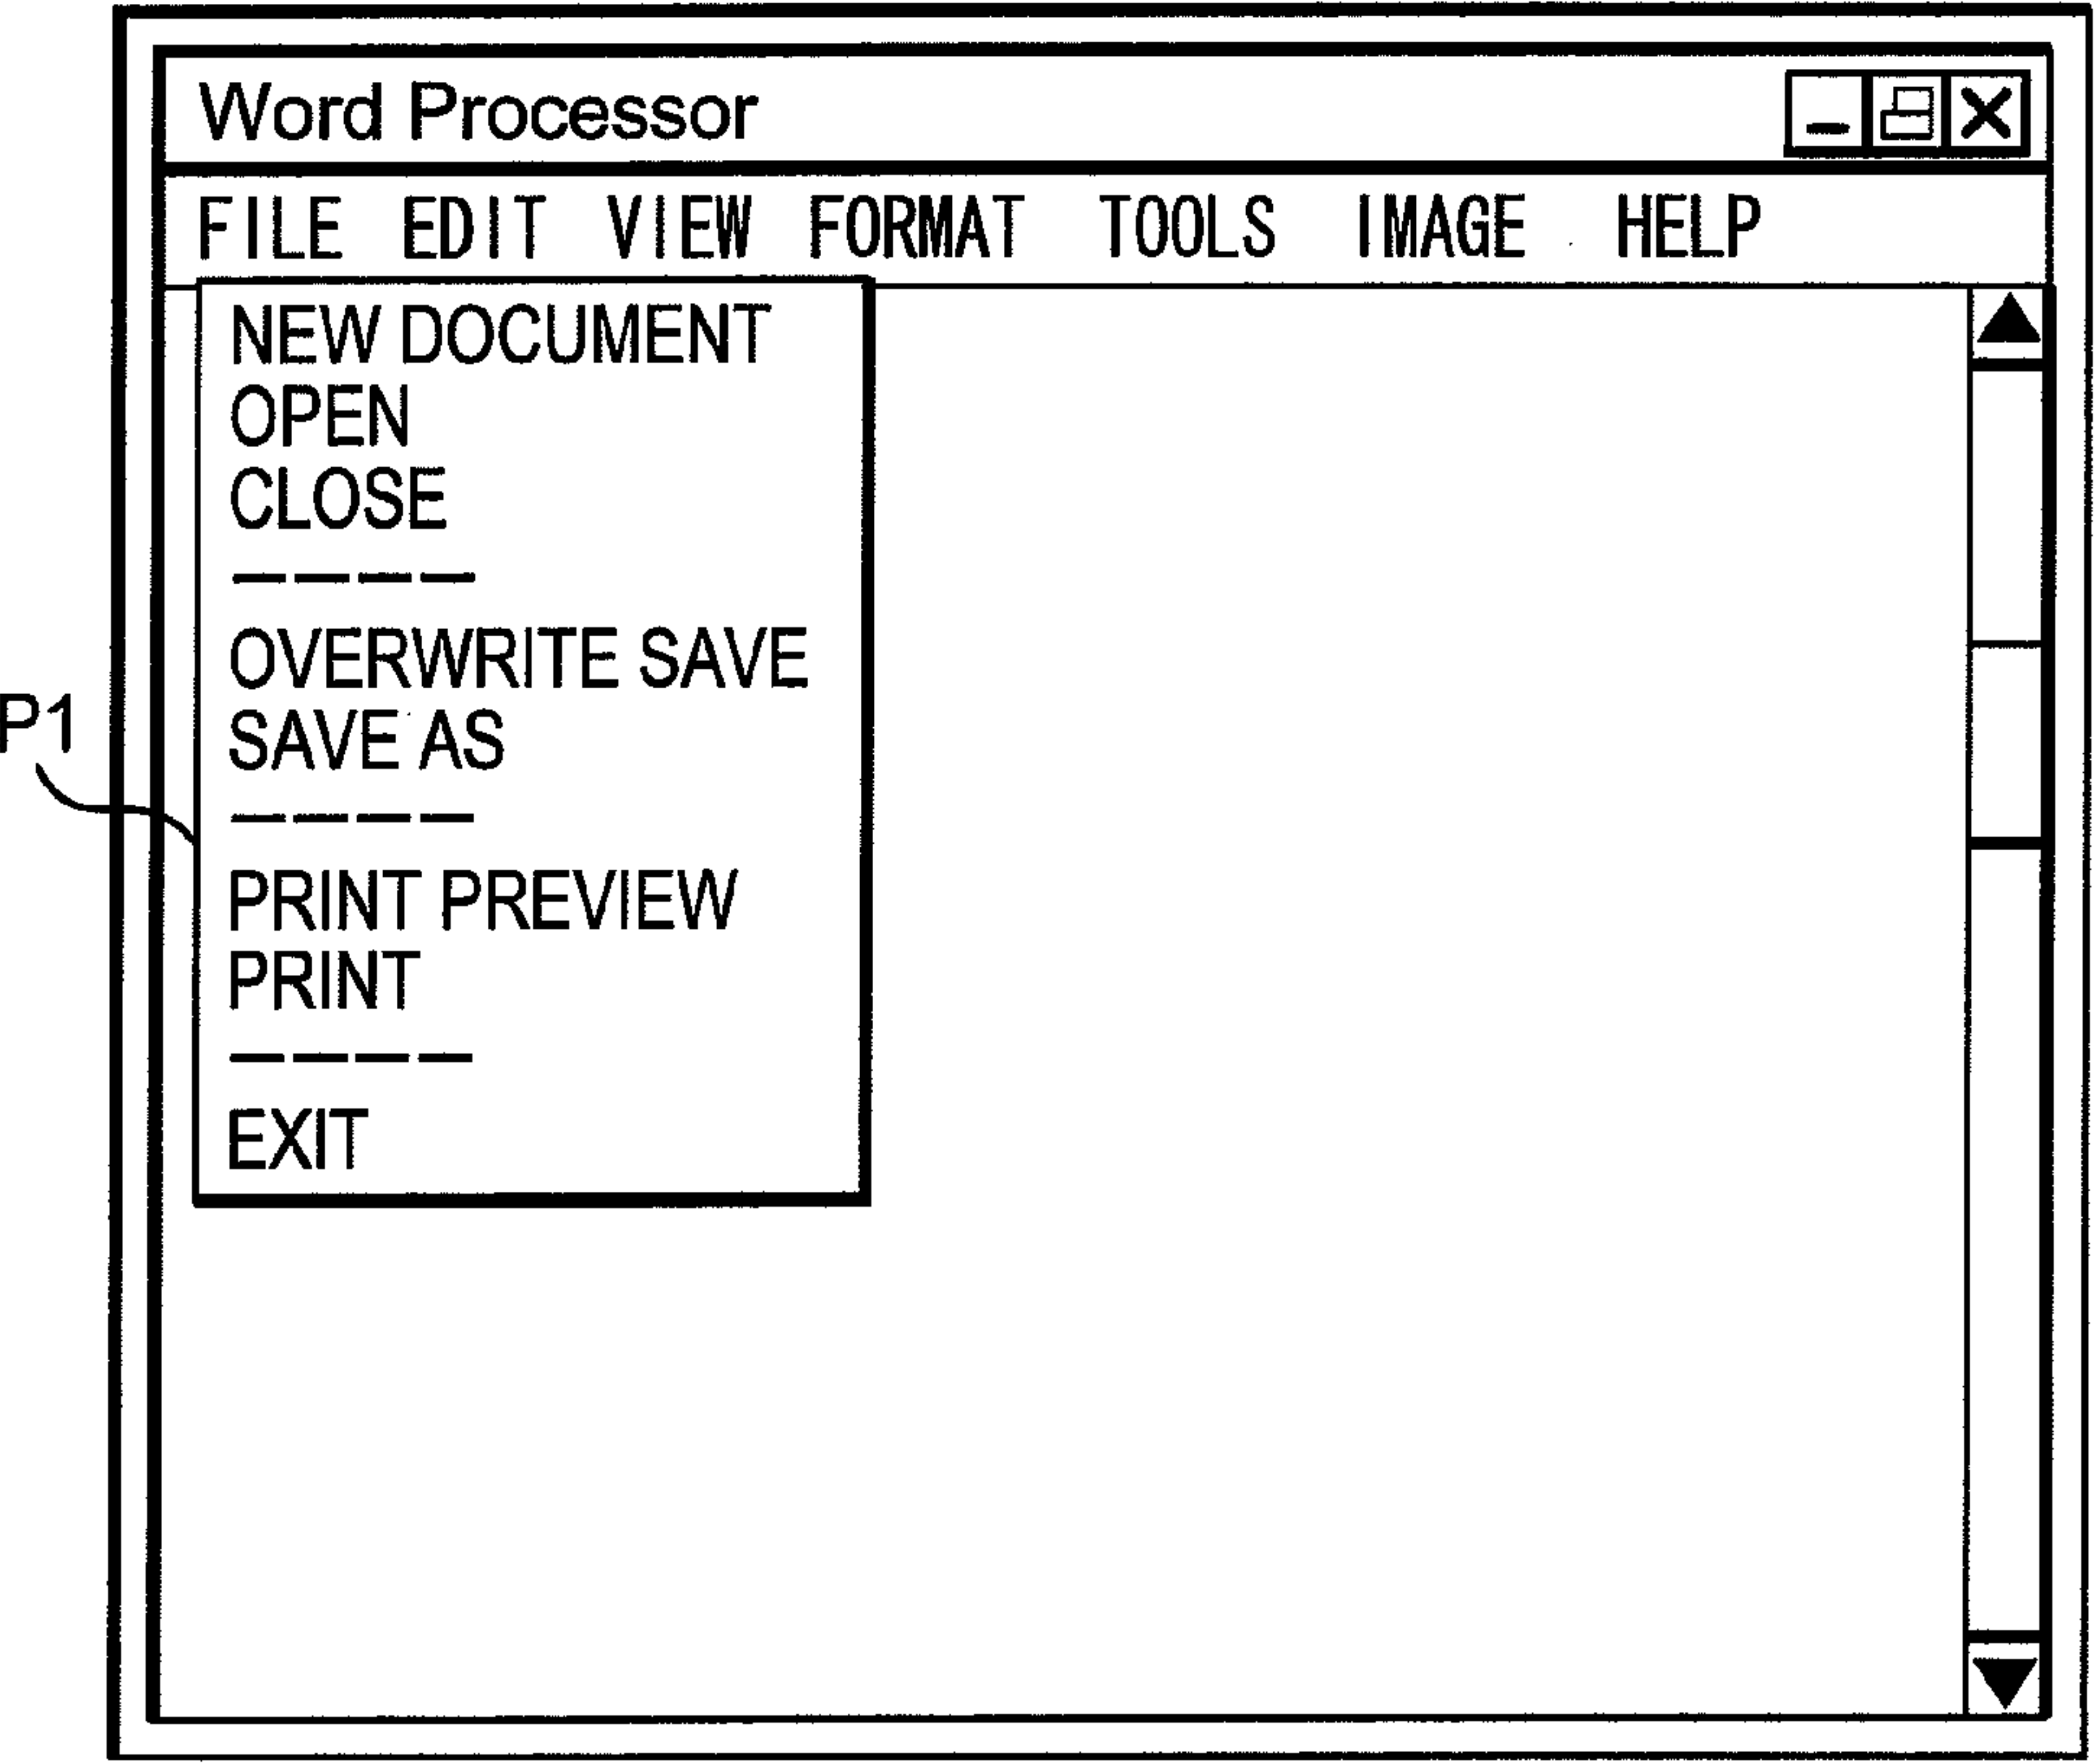 Word Processor
FILE EDIT VIEW FORMAT TOOLS IMAGE HELP
NEW DOCUMENT
OPEN
CLOSE
----
OVERWRITE SAVE
SAVE AS
----
PRINT PREVIEW
PRINT
----
EXIT
P1